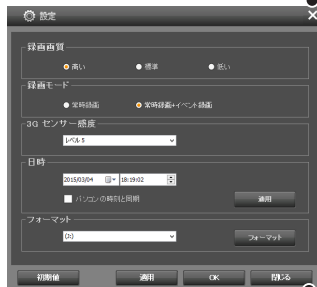 設定
録画画質
高い 標準 低い
録画モード
常時録画 常時録画+イベント録画
3G センサー感度
レベル 5
日時
2015/03/04 18:19:02
パソコンの時刻と同期 適用
フォーマット
(J:) フォーマット
初期値 適用 OK 閉じる